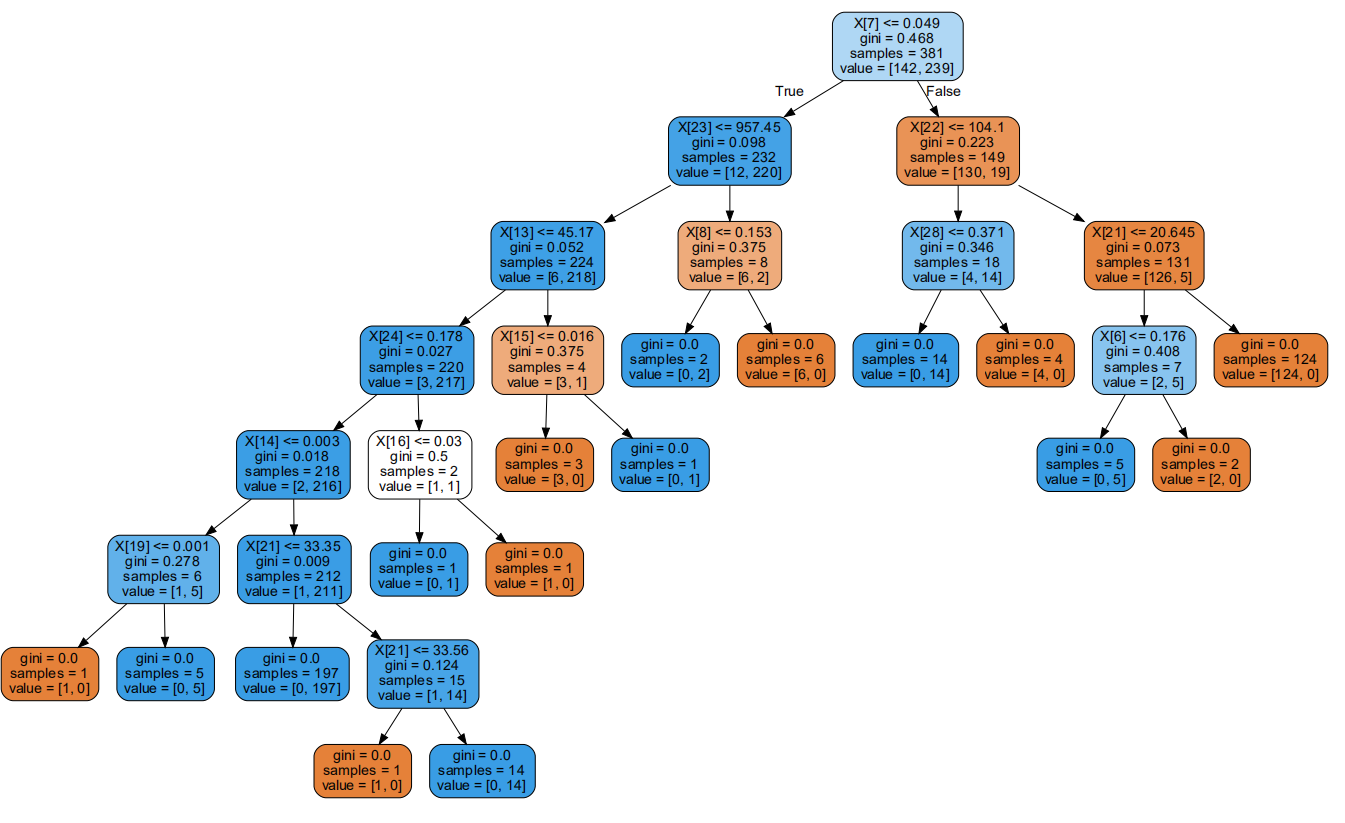 X[7] <= 0.049
gini = 0.468
samples = 381
value = [142, 239]
True
False
X[23] <= 957.45
gini = 0.098
samples = 232
value = [12, 220]
X[22] <= 104.1
gini = 0.223
samples = 149
value = [130, 19]
X[13] <= 45.17
gini = 0.052
samples = 224
value = [6, 218]
X[8] <= 0.153
gini = 0.375
samples = 8
value = [6, 2]
X[28] <= 0.371
gini = 0.346
samples = 18
value = [4, 14]
X[21] <= 20.645
gini = 0.073
samples = 131
value = [126, 5]
X[24] <= 0.178
gini = 0.027
samples = 220
value = [3, 217]
X[15] <= 0.016
gini = 0.375
samples = 4
value = [3, 1]
gini = 0.0
samples = 2
value = [0, 2]
gini = 0.0
samples = 6
value = [6, 0]
gini = 0.0
samples = 14
value = [0, 14]
gini = 0.0
samples = 4
value = [4, 0]
X[6] <= 0.176
gini = 0.408
samples = 7
value = [2, 5]
gini = 0.0
samples = 124
value = [124, 0]
X[14] <= 0.003
gini = 0.018
samples = 218
value = [2, 216]
X[16] <= 0.03
gini = 0.5
samples = 2
value = [1, 1]
gini = 0.0
samples = 3
value = [3, 0]
gini = 0.0
samples = 1
value = [0, 1]
gini = 0.0
samples = 5
value = [0, 5]
gini = 0.0
samples = 2
value = [2, 0]
X[19] <= 0.001
gini = 0.278
samples = 6
value = [1, 5]
X[21] <= 33.35
gini = 0.009
samples = 212
value = [1, 211]
gini = 0.0
samples = 1
value = [0, 1]
gini = 0.0
samples = 1
value = [1, 0]
gini = 0.0
samples = 1
value = [1, 0]
gini = 0.0
samples = 5
value = [0, 5]
gini = 0.0
samples = 197
value = [0, 197]
X[21] <= 33.56
gini = 0.124
samples = 15
value = [1, 14]
gini = 0.0
samples = 1
value = [1, 0]
gini = 0.0
samples = 14
value = [0, 14]